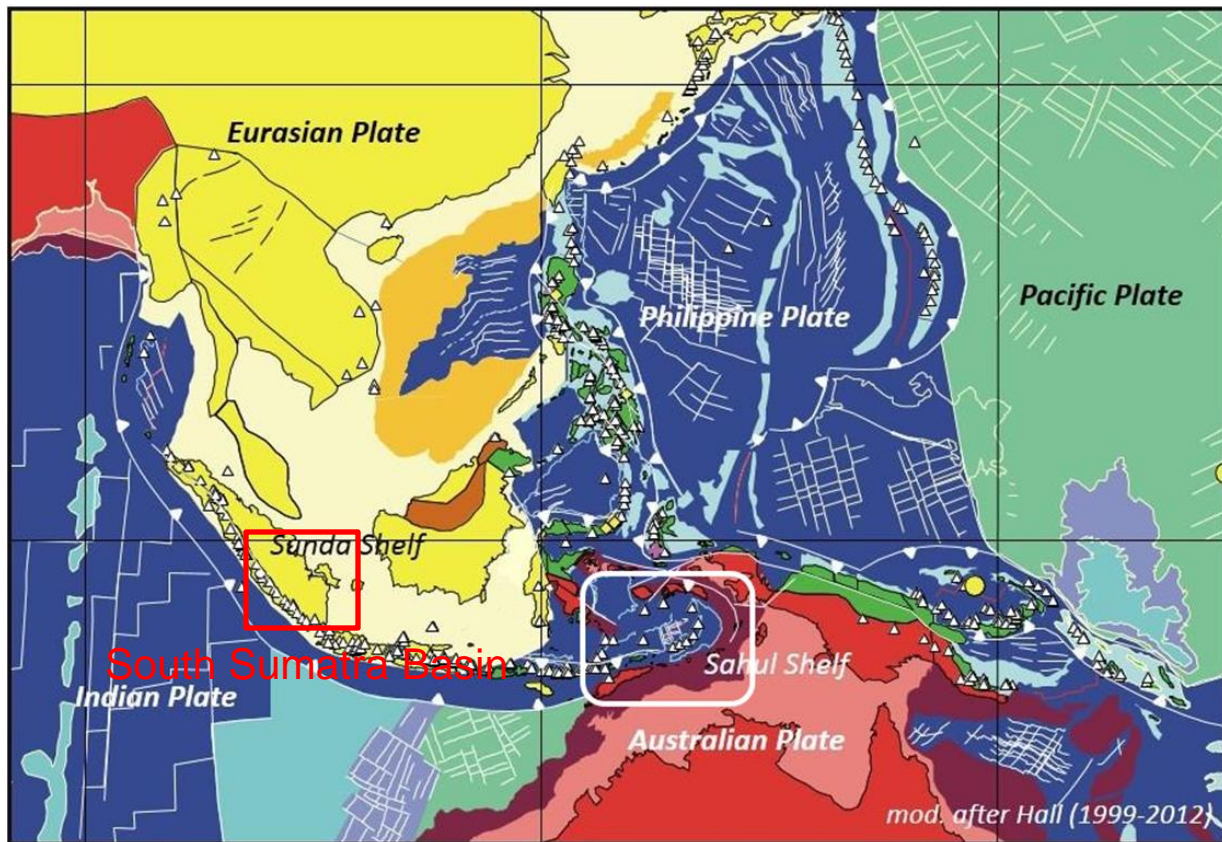 Eurasian Plate
Pacific Plate
Philippine Plate
Sunda Shelf
South Sumatra Basin
Sahul Shelf
Indian Plate
Australian Plate
mod. after Hall (1999-2012)